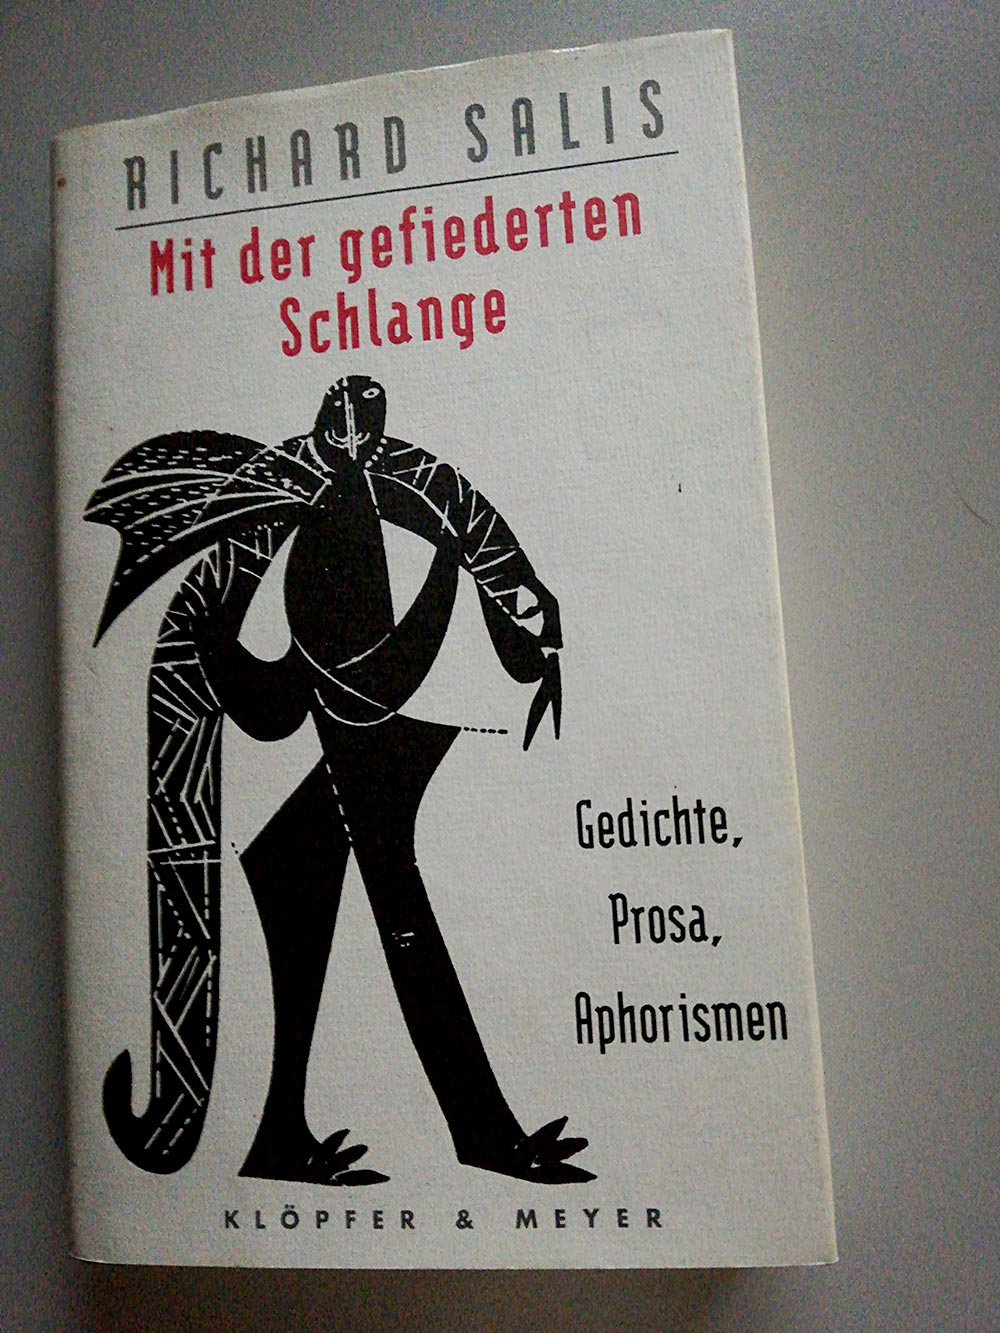 RICHARD SALIS
Mit der gefiederten
Schlange
Gedichte,
Prosa,
Aphorismen
KLÖPFER & MEYER